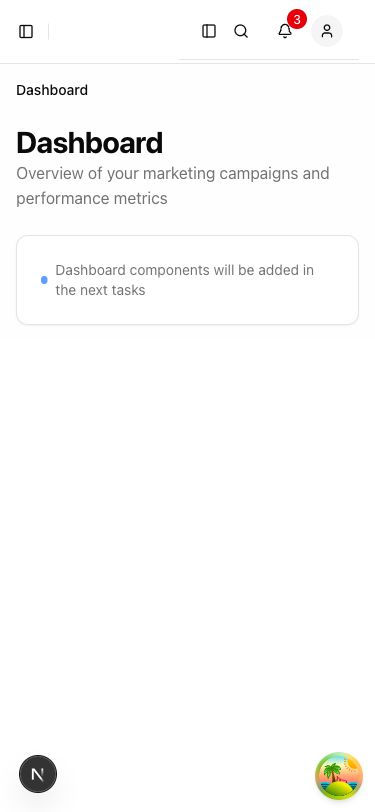 3
Dashboard
Dashboard
Overview of your marketing campaigns and
performance metrics
Dashboard components will be added in
the next tasks
N